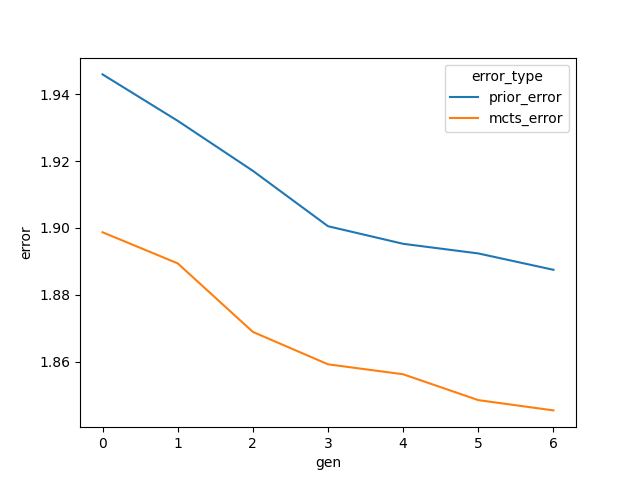 error_type
prior_error
mcts_error
1.94
1.92
1.90
1.88
1.86
error
0 1 2 3 4 5 6
gen